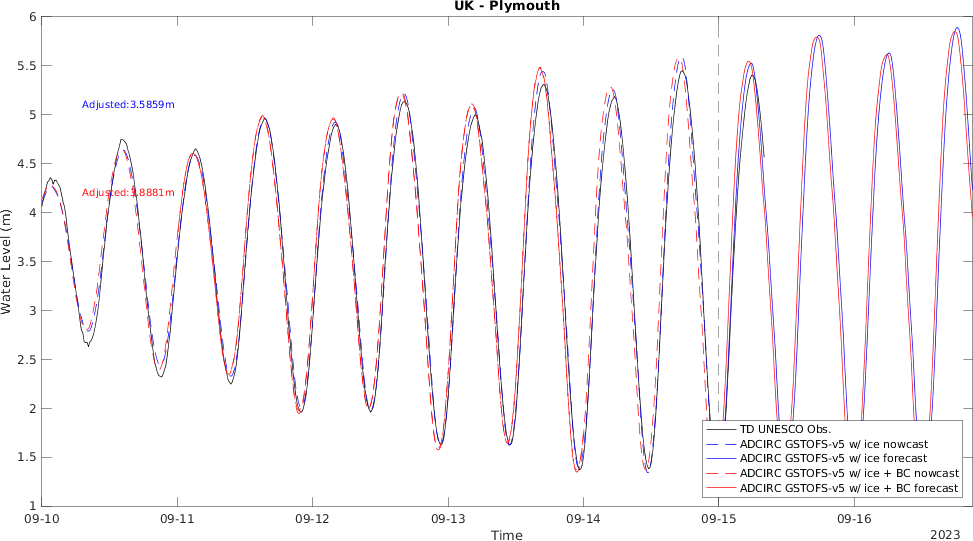 UK - Plymouth
6
5.5
5
4.5
4
3.5
3
2.5
2
1.5
1
Water Level (m)
Adjusted:3.5859m
Adjusted:3.8881m
TD UNESCO Obs.
ADCIRC GSTOFS-v5 w/ ice nowcast
ADCIRC GSTOFS-v5 w/ ice forecast
ADCIRC GSTOFS-v5 w/ ice + BC nowcast
ADCIRC GSTOFS-v5 w/ ice + BC forecast
09-10 09-11 09-12 09-13 09-14 09-15 09-16
Time
2023